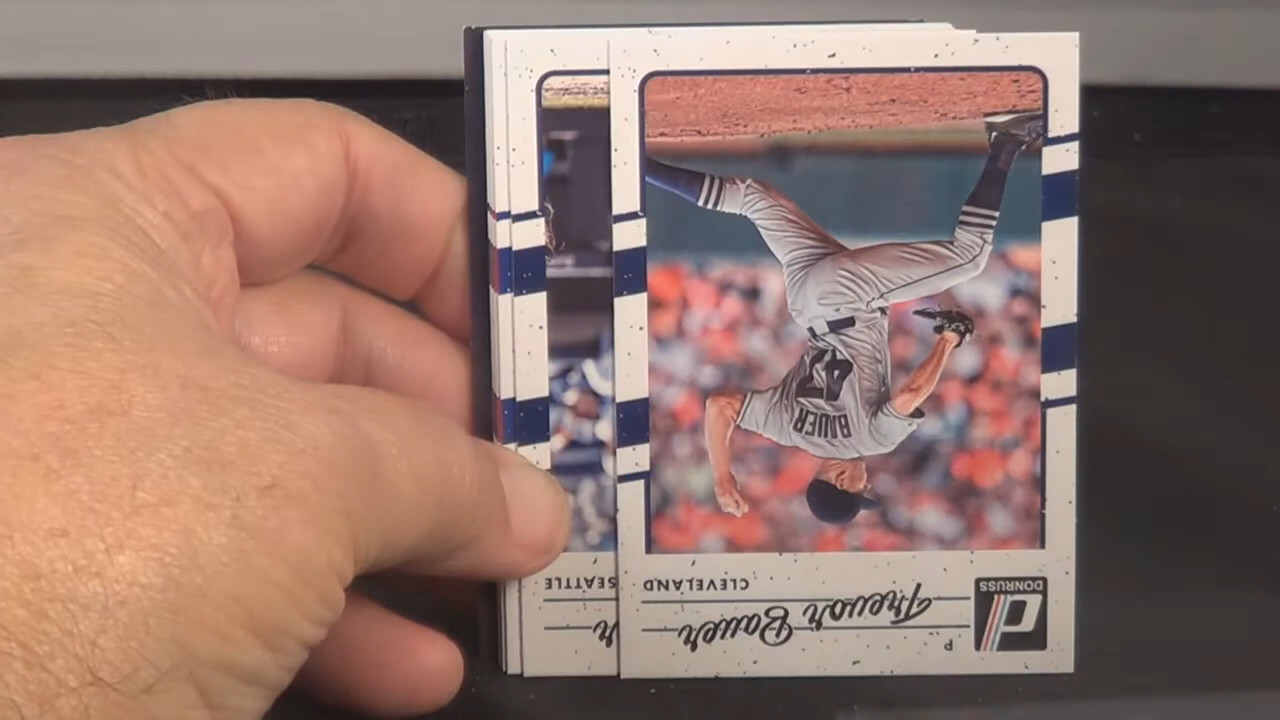 BAUER
47
CLEVELAND
Trevor Bauer
P
DONRUSS
SEATTLE